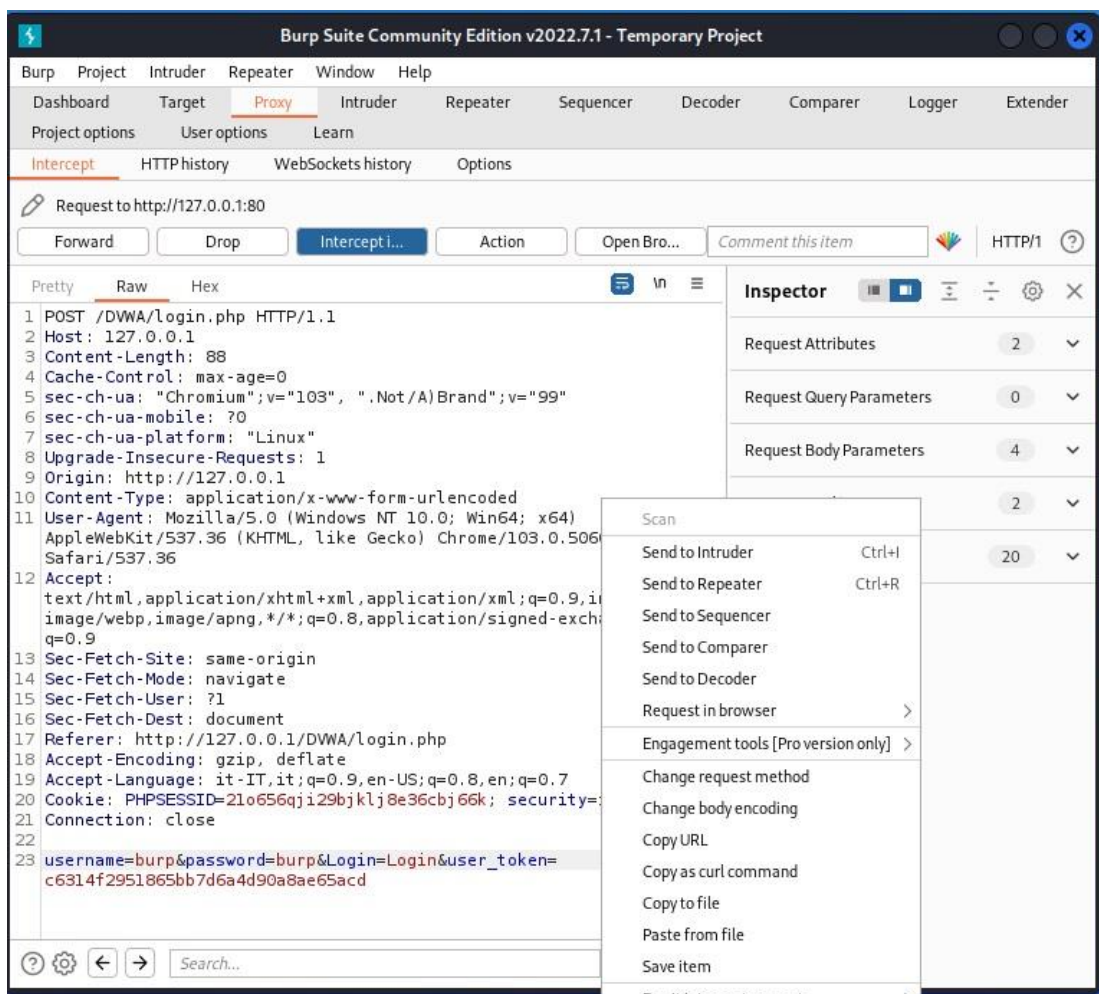 Burp Suite Community Edition v2022.7.1 - Temporary Project
Burp Project Intruder Repeater Window Help
Dashboard Target Proxy Intruder Repeater Sequencer Decoder Comparer Logger Extender
Project options User options Learn
Intercept HTTP history WebSockets history Options
Request to http://127.0.0.1:80
Forward Drop Intercept i... Action Open Bro... Comment this item HTTP/1 ?
Pretty Raw Hex \n
Inspector
Request Attributes 2
Request Query Parameters 0
Request Body Parameters 4
2
20
1 POST /DVWA/login.php HTTP/1.1
2 Host: 127.0.0.1
3 Content-Length: 88
4 Cache-Control: max-age=0
5 sec-ch-ua: "Chromium";v="103", ".Not/A)Brand";v="99"
6 sec-ch-ua-mobile: ?0
7 sec-ch-ua-platform: "Linux"
8 Upgrade-Insecure-Requests: 1
9 Origin: http://127.0.0.1
10 Content-Type: application/x-www-form-urlencoded
11 User-Agent: Mozilla/5.0 (Windows NT 10.0; Win64; x64)
AppleWebKit/537.36 (KHTML, like Gecko) Chrome/103.0.506
Safari/537.36
12 Accept:
text/html,application/xhtml+xml,application/xml;q=0.9,i
image/webp,image/apng,*/*;q=0.8,application/signed-exch
q=0.9
13 Sec-Fetch-Site: same-origin
14 Sec-Fetch-Mode: navigate
15 Sec-Fetch-User: ?1
16 Sec-Fetch-Dest: document
17 Referer: http://127.0.0.1/DVWA/login.php
18 Accept-Encoding: gzip, deflate
19 Accept-Language: it-IT,it;q=0.9,en-US;q=0.8,en;q=0.7
20 Cookie: PHPSESSID=21o656qji29bjklj8e36cbj66k; security=
21 Connection: close
22
23 username=burp&password=burp&Login=Login&user_token=
c6314f2951865bb7d6a4d90a8ae65acd
Scan
Send to Intruder Ctrl+I
Send to Repeater Ctrl+R
Send to Sequencer
Send to Comparer
Send to Decoder
Request in browser
Engagement tools [Pro version only]
Change request method
Change body encoding
Copy URL
Copy as curl command
Copy to file
Paste from file
Save item
? Search...